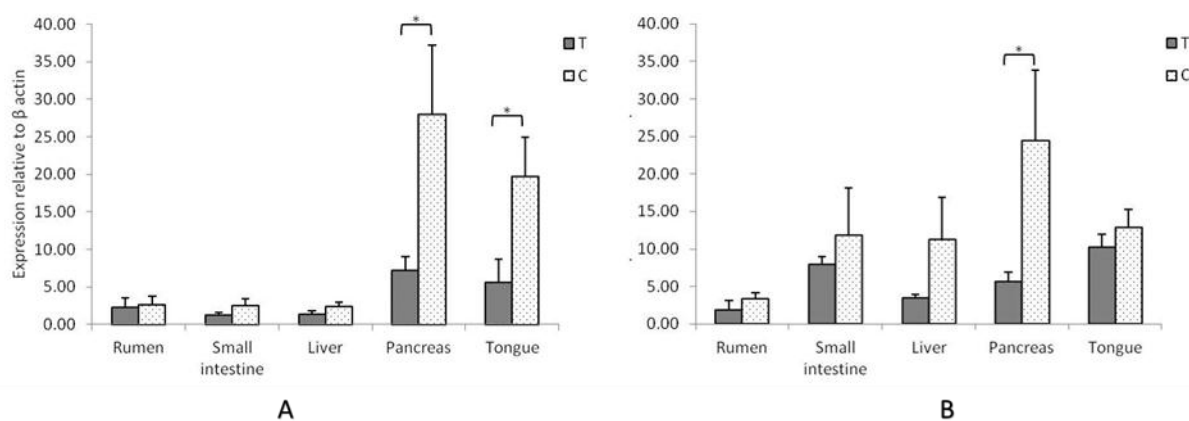 Expression relative to β actin
40.00
35.00
30.00
25.00
20.00
15.00
10.00
5.00
0.00
*
*
T
C
Rumen
Small
intestine
Liver
Pancreas
Tongue
A
40.00
35.00
30.00
25.00
20.00
15.00
10.00
5.00
0.00
*
T
C
Rumen
Small
intestine
Liver
Pancreas
Tongue
B